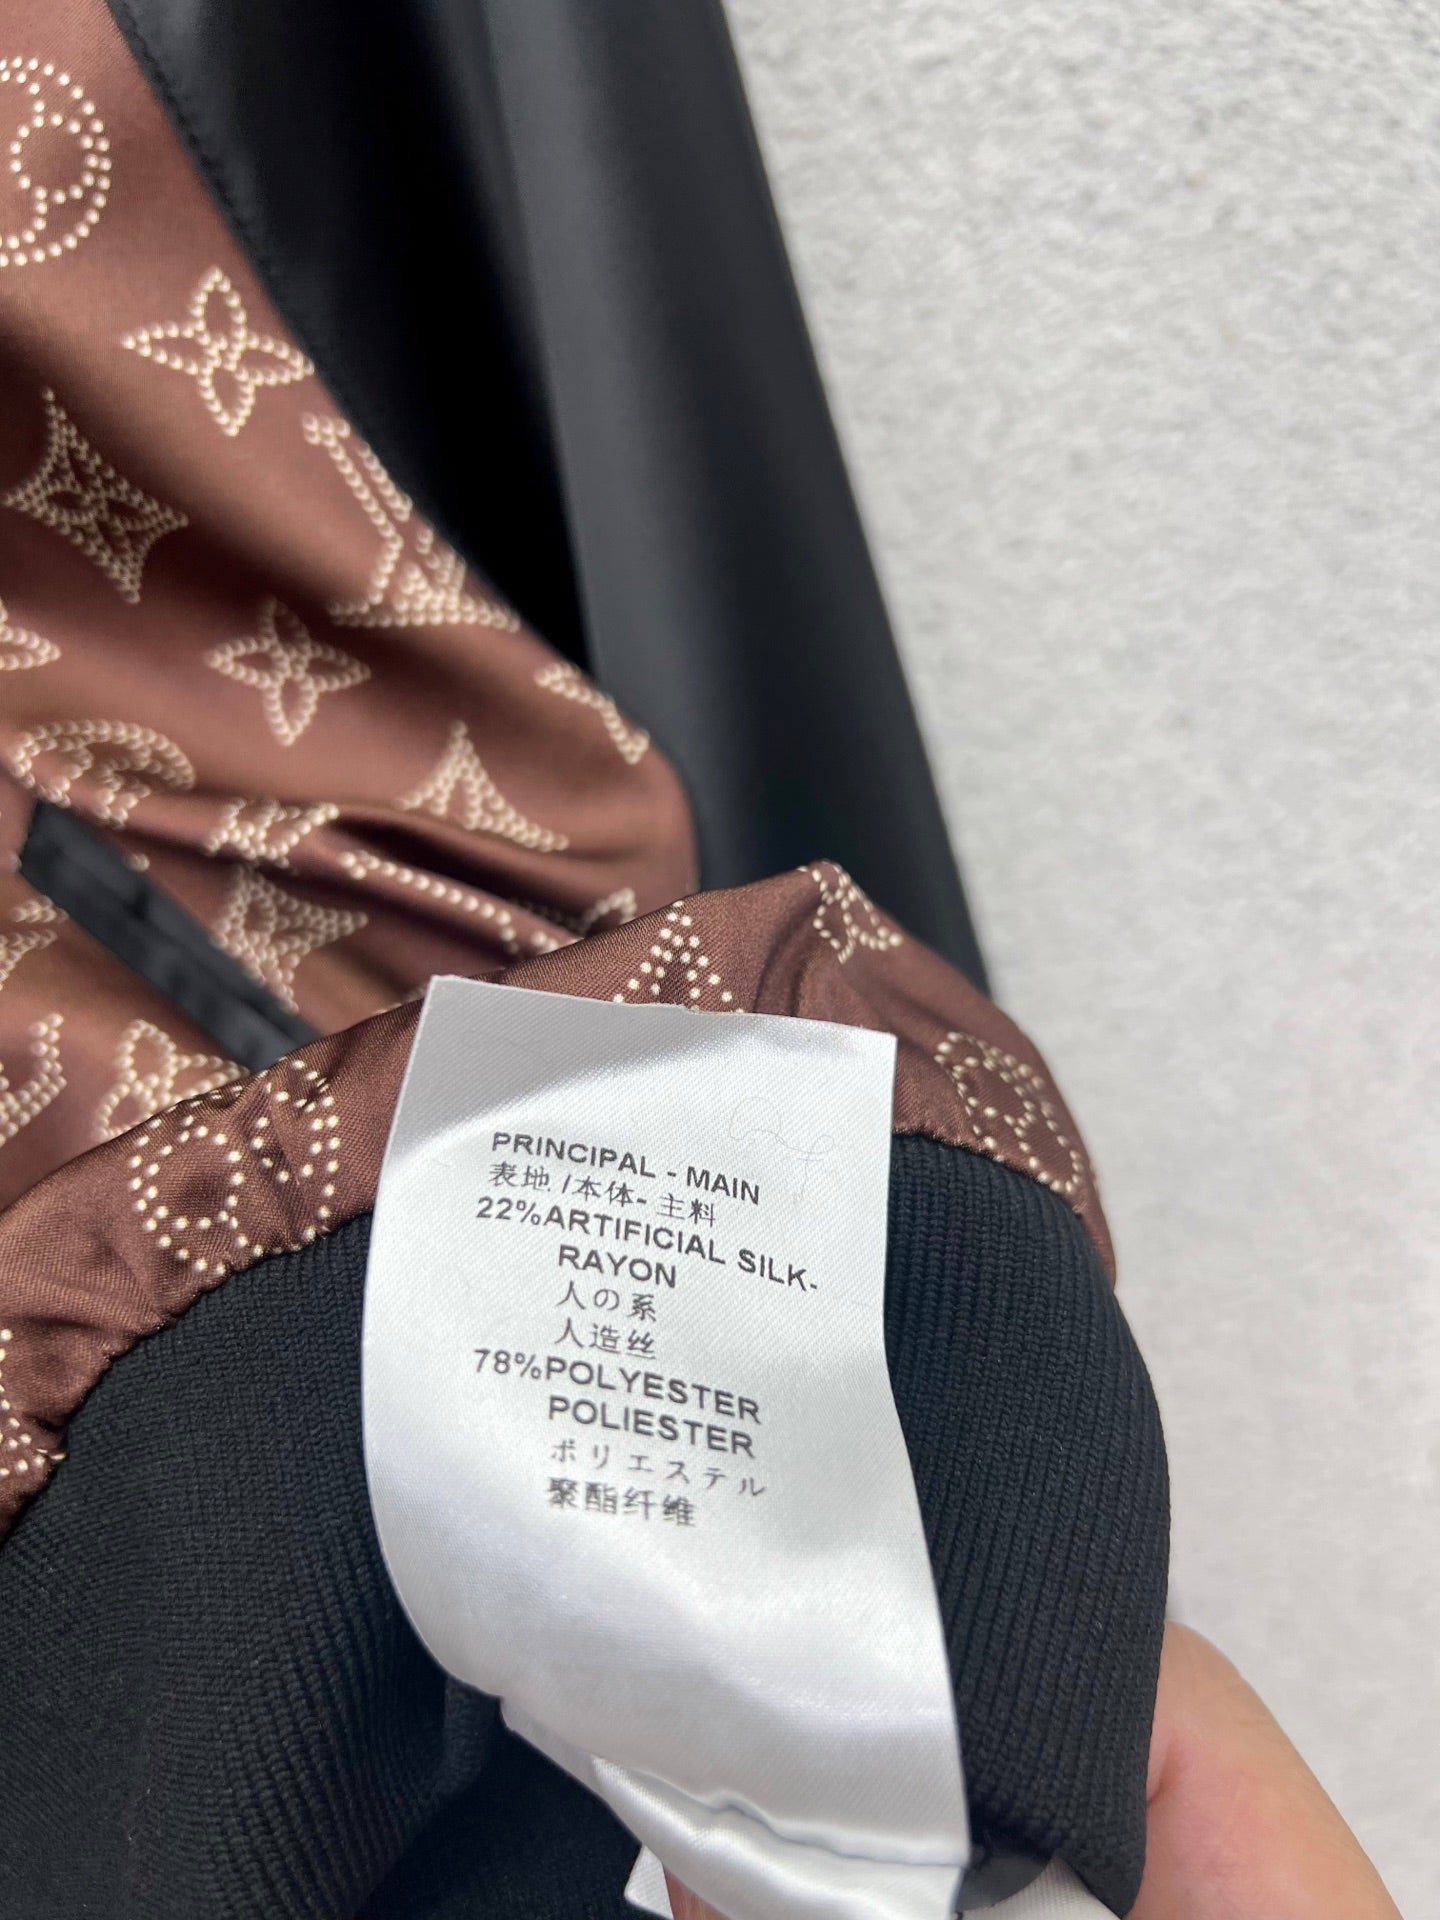 PRINCIPAL - MAIN
表地/本体-主料
22%ARTIFICIAL SILK-
RAYON
人の系
人造丝
78%POLYESTER
POLIESTER
ポリエステル
聚酯纤维